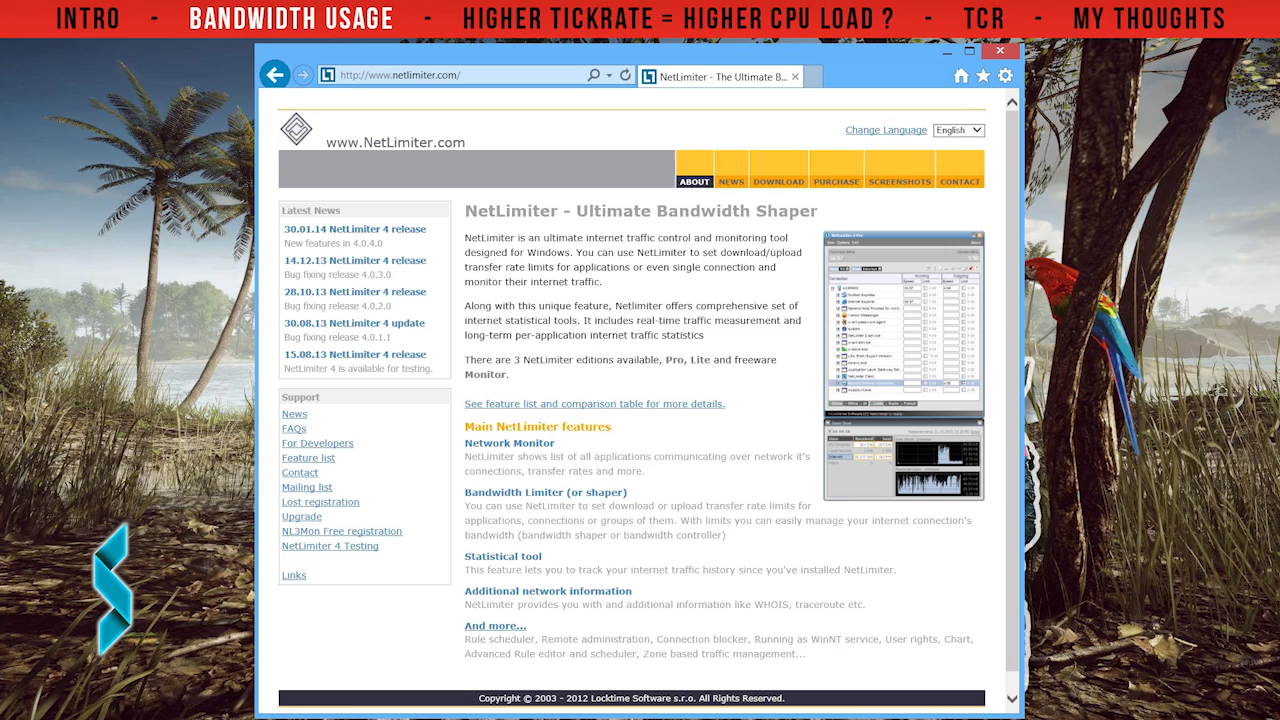 INTRO - BANDWIDTH USAGE - HIGHER TICKRATE = HIGHER CPU LOAD ? - TCR - MY THOUGHTS
http://www.netlimiter.com/
NetLimiter - The Ultimate B...
www.NetLimiter.com
Change Language English
ABOUT NEWS DOWNLOAD PURCHASE SCREENSHOTS CONTACT
Latest News
30.01.14 NetLimiter 4 release
New features in 4.0.4.0
14.12.13 NetLimiter 4 release
Bug fixing release 4.0.3.0
28.10.13 NetLimiter 4 release
Bug fixing release 4.0.2.0
30.08.13 NetLimiter 4 update
Bug fixing release 4.0.1.1
15.08.13 NetLimiter 4 release
NetLimiter 4 is available for testing.
Support
News
FAQs
For Developers
Feature list
Contact
Mailing list
Lost registration
Upgrade
NL3Mon Free registration
NetLimiter 4 Testing
Links
NetLimiter - Ultimate Bandwidth Shaper
NetLimiter is an ultimate internet traffic control and monitoring tool
designed for Windows. You can use NetLimiter to set download/upload
transfer rate limits for applications or even single connection and
monitor their internet traffic.
Along with this unique feature, Netlimiter offers comprehensive set of
internet statistical tools. It includes real-time traffic measurement and
long-term per-application internet traffic statistics
There are 3 NetLimiter editions available, Pro, Lite and freeware
Monitor.
See feature list and comparison table for more details.
Main NetLimiter features
Network Monitor
NetLimiter shows list of all applications communicating over network it's
connections, transfer rates and more.
Bandwidth Limiter (or shaper)
You can use NetLimiter to set download or upload transfer rate limits for
applications, connections or groups of them. With limits you can easily manage your internet connection's
bandwidth (bandwidth shaper or bandwidth controller)
Statistical tool
This feature lets you to track your internet traffic history since you've installed NetLimiter.
Additional network information
NetLimiter provides you with and additional information like WHOIS, traceroute etc.
And more...
Rule scheduler, Remote administration, Connection blocker, Running as WinNT service, User rights, Chart,
Advanced Rule editor and scheduler, Zone based traffic management...
Copyright © 2003 - 2012 Locktime Software s.r.o. All Rights Reserved.